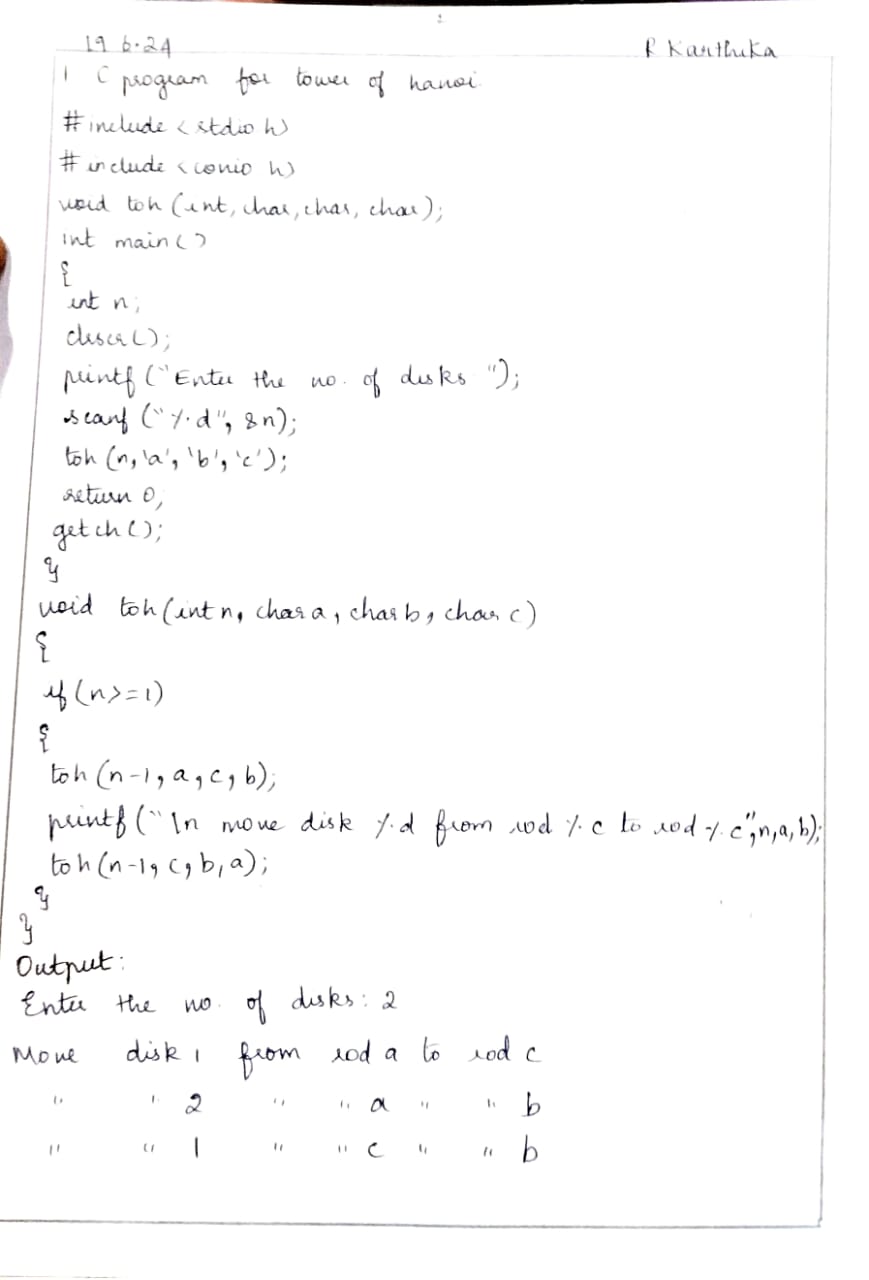 19 6.24 R Karthika
1 C program for tower of hanoi
#include <stdio h>
#include <conio h>
void toh (int, char, char, char);
int main()
{
int n;
clrscr();
printf ("Enter the no. of disks ");
scanf ("%d", &n);
toh (n, 'a', 'b', 'c');
return 0;
getch();
}
void toh (int n, char a, char b, char c)
{
if (n>=1)
{
toh (n-1, a, c, b);
printf ("\n move disk %d from rod %c to rod %c", n, a, b);
toh (n-1, c, b, a);
}
}
Output:
Enter the no. of disks: 2
Move disk 1 from rod a to rod c
" " 2 " " a " " b
" " 1 " " c " " b